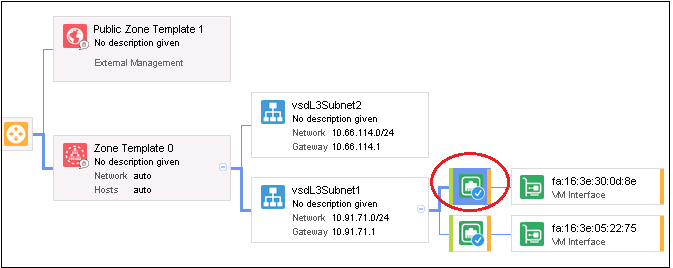 Public Zone Template 1
No description given
External Management
Zone Template 0
No description given
Network auto
Hosts auto
vsdL3Subnet2
No description given
Network 10.66.114.0/24
Gateway 10.66.114.1
vsdL3Subnet1
No description given
Network 10.91.71.0/24
Gateway 10.91.71.1
fa:16:3e:30:0d:8e
VM Interface
fa:16:3e:05:22:75
VM Interface